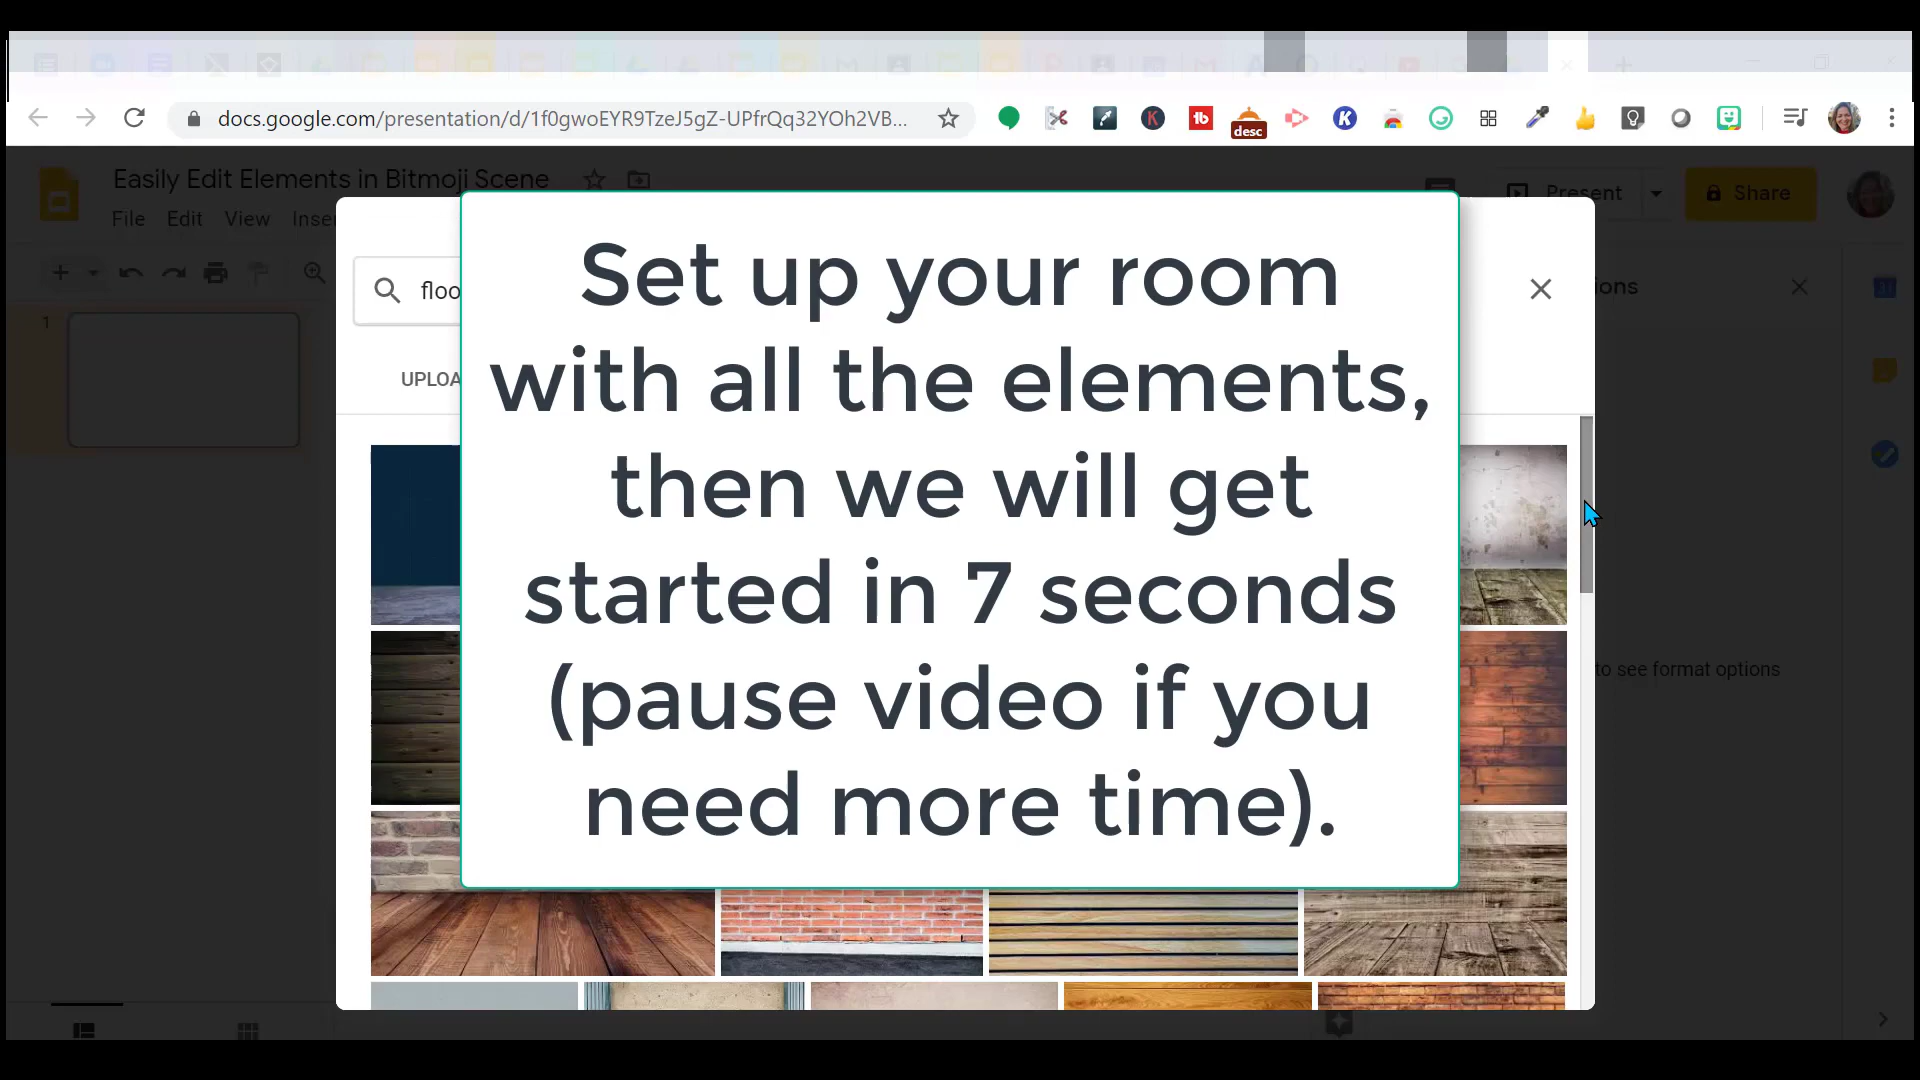 docs.google.com/presentation/d/1f0gwoEYR9TzeJ5gZ-UPfrQq32YOh2VB...
desc
Easily Edit Elements in Bitmoji Scene
File Edit View
Present
Share
Set up your room
with all the elements,
then we will get
started in 7 seconds
(pause video if you
need more time).
1
to see format options